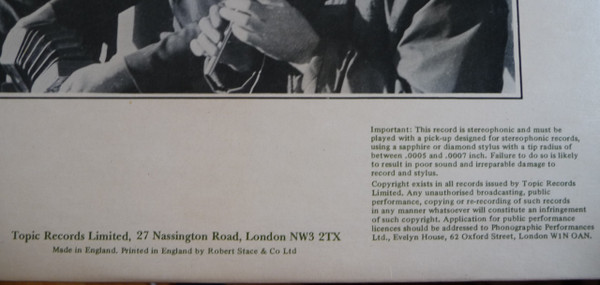 Important: This record is stereophonic and must be
played with a pick-up designed for stereophonic records,
using a sapphire or diamond stylus with a tip radius of
between .0005 and .0007 inch. Failure to do so is likely
to result in poor sound and irreparable damage to
record and stylus.
Copyright exists in all records issued by Topic Records
Limited. Any unauthorised broadcasting, public
performance, copying or re-recording of such records
in any manner whatsoever will constitute an infringement
of such copyright. Application for public performance
licences should be addressed to Phonographic Performances
Ltd., Evelyn House, 62 Oxford Street, London W1N OAN.
Topic Records Limited, 27 Nassington Road, London NW3 2TX
Made in England. Printed in England by Robert Stace & Co Ltd